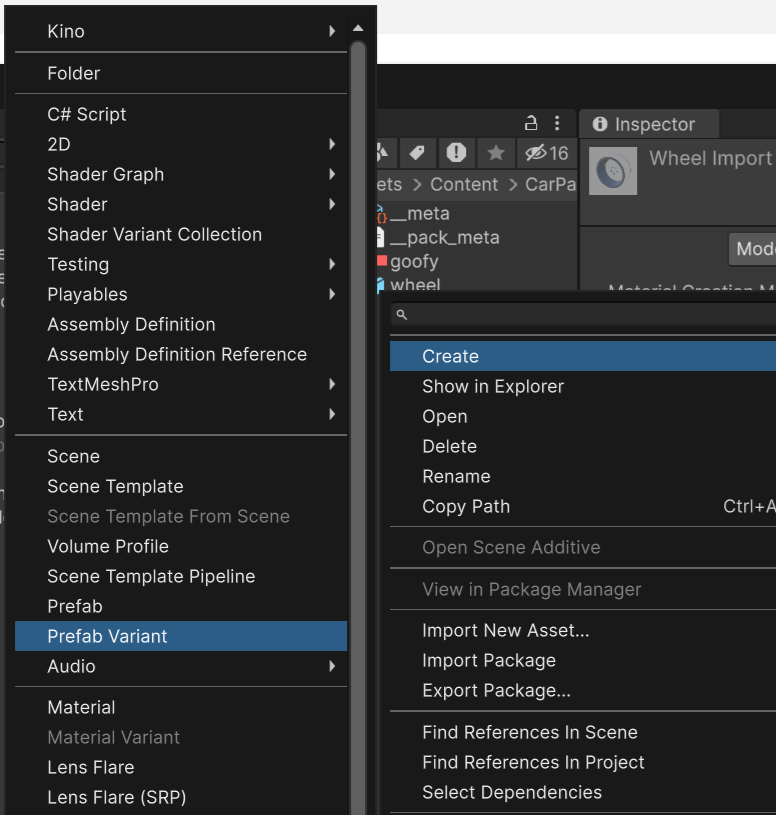 Kino
Folder
C# Script
2D
Shader Graph
Shader
Shader Variant Collection
Testing
Playables
Assembly Definition
Assembly Definition Reference
TextMeshPro
Text
Scene
Scene Template
Scene Template From Scene
Volume Profile
Scene Template Pipeline
Prefab
Prefab Variant
Audio
Material
Material Variant
Lens Flare
Lens Flare (SRP)
16
ets > Content > CarPa
__meta
__pack_meta
goofy
wheel
Inspector
Wheel Import
Mode
Material Creation M
Create
Show in Explorer
Open
Delete
Rename
Copy Path Ctrl+A
Open Scene Additive
View in Package Manager
Import New Asset...
Import Package
Export Package...
Find References In Scene
Find References In Project
Select Dependencies